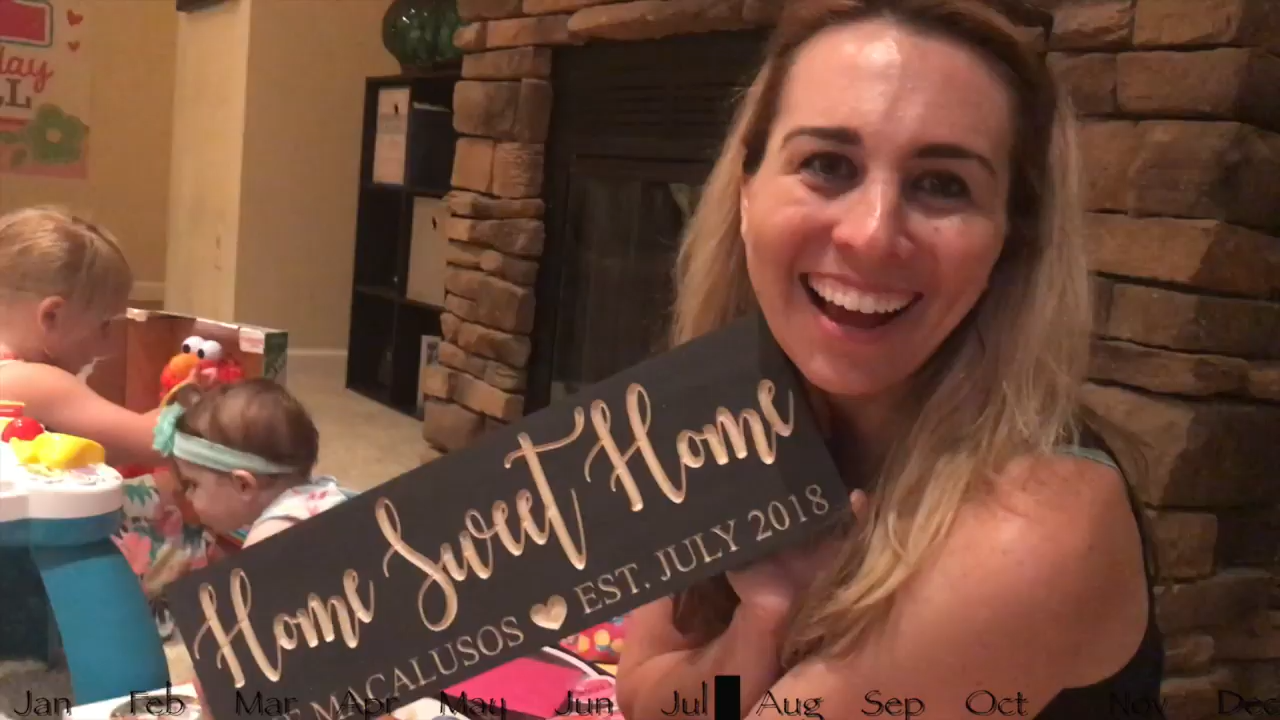 Home Sweet Home
MACALUSOS EST. JULY 2018
Jan Feb Mar Apr May Jun Jul Aug Sep Oct Nov Dec